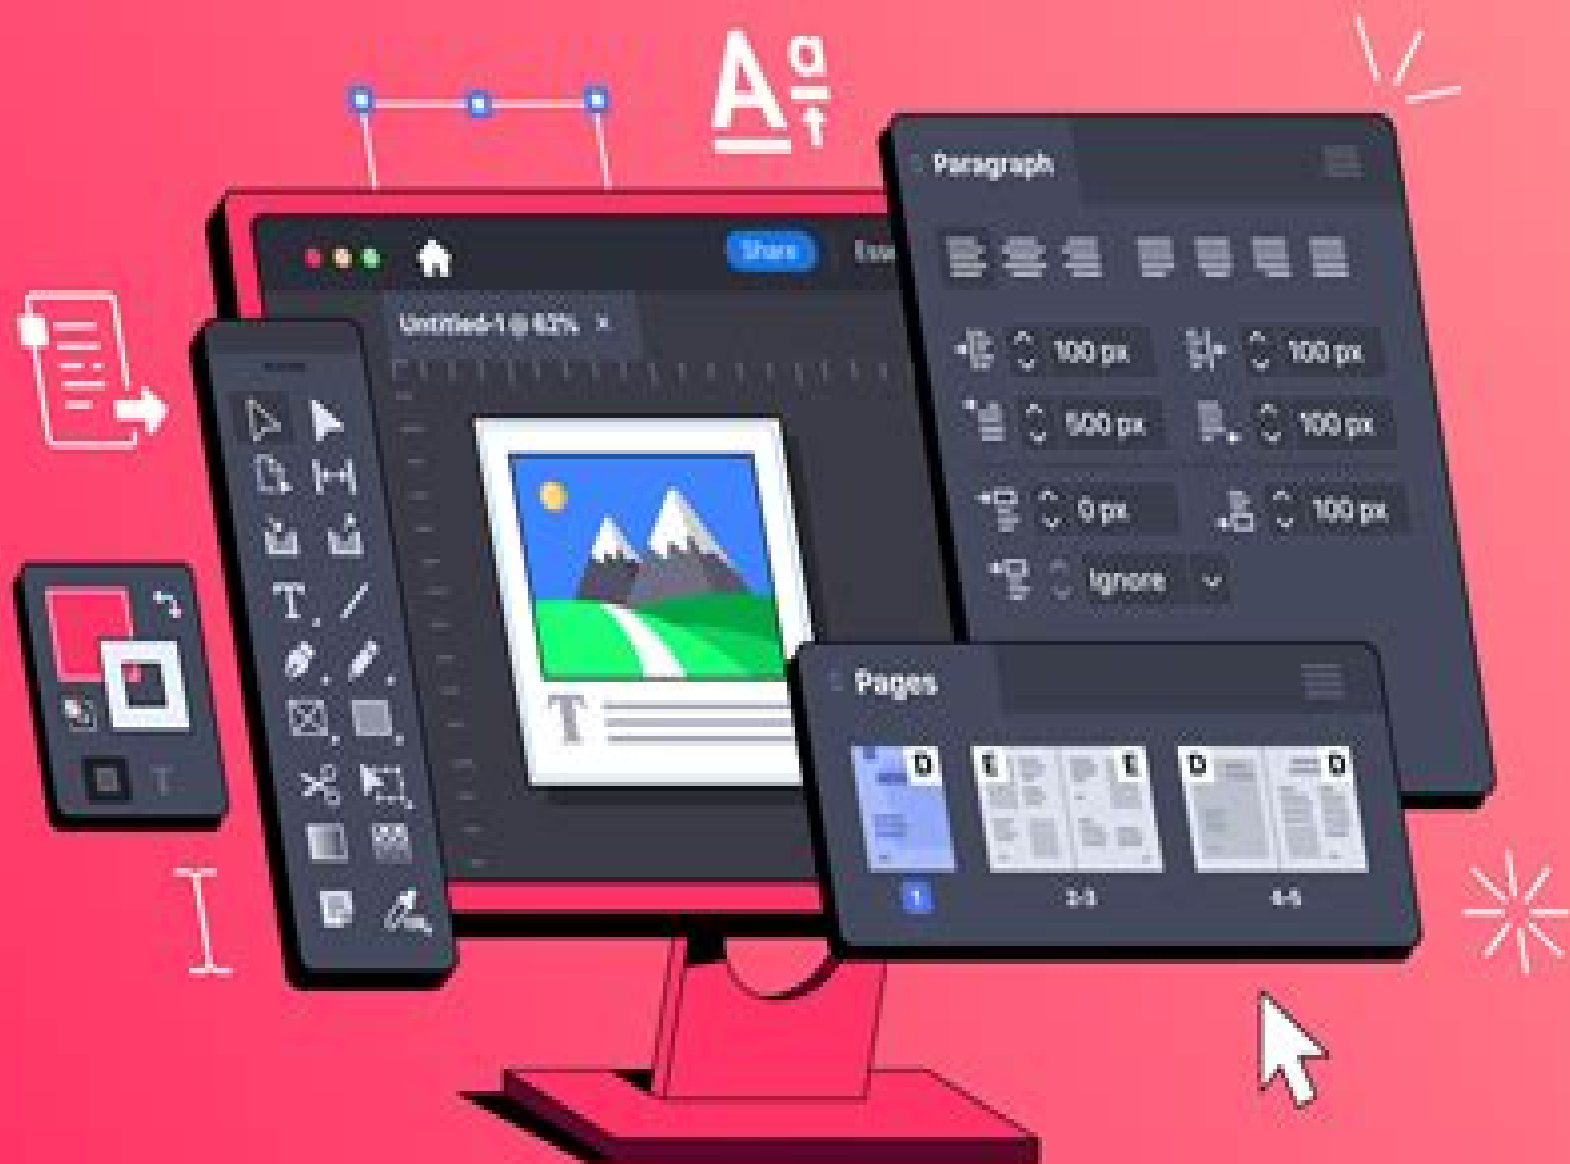 Aa
t
Paragraph
Share
Untitled-1 @ 62% ×
100 px 100 px
500 px 100 px
0 px 100 px
Ignore
T
T
T
Pages
D E E D D
1 2-3 4-5